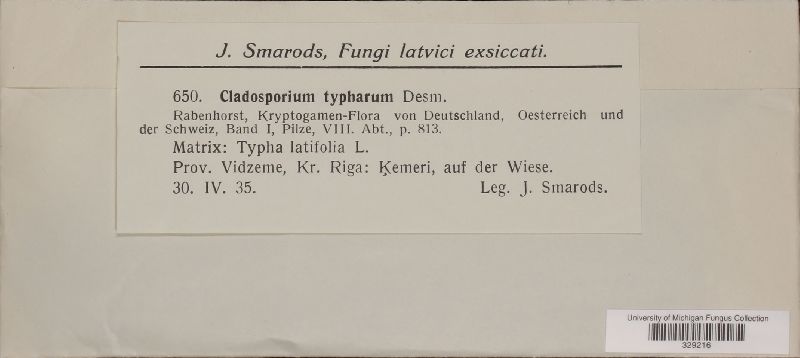 J. Smarods, Fungi latvici exsiccati.
650. Cladosporium typharum Desm.
Rabenhorst, Kryptogamen-Flora von Deutschland, Oesterreich und
der Schweiz, Band I, Pilze, VIII. Abt., p. 813.
Matrix: Typha latifolia L.
Prov. Vidzeme, Kr. Riga: Ķemeri, auf der Wiese.
30. IV. 35. Leg. J. Smarods.
University of Michigan Fungus Collection
329216